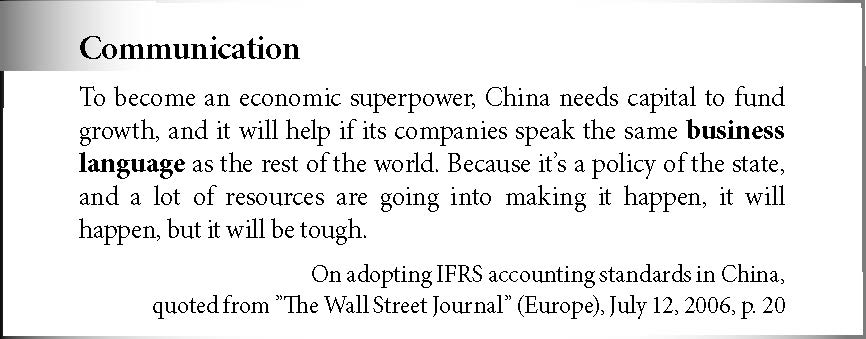 Communication
To become an economic superpower, China needs capital to fund
growth, and it will help if its companies speak the same business
language as the rest of the world. Because it’s a policy of the state,
and a lot of resources are going into making it happen, it will
happen, but it will be tough.
On adopting IFRS accounting standards in China,
quoted from ”The Wall Street Journal” (Europe), July 12, 2006, p. 20